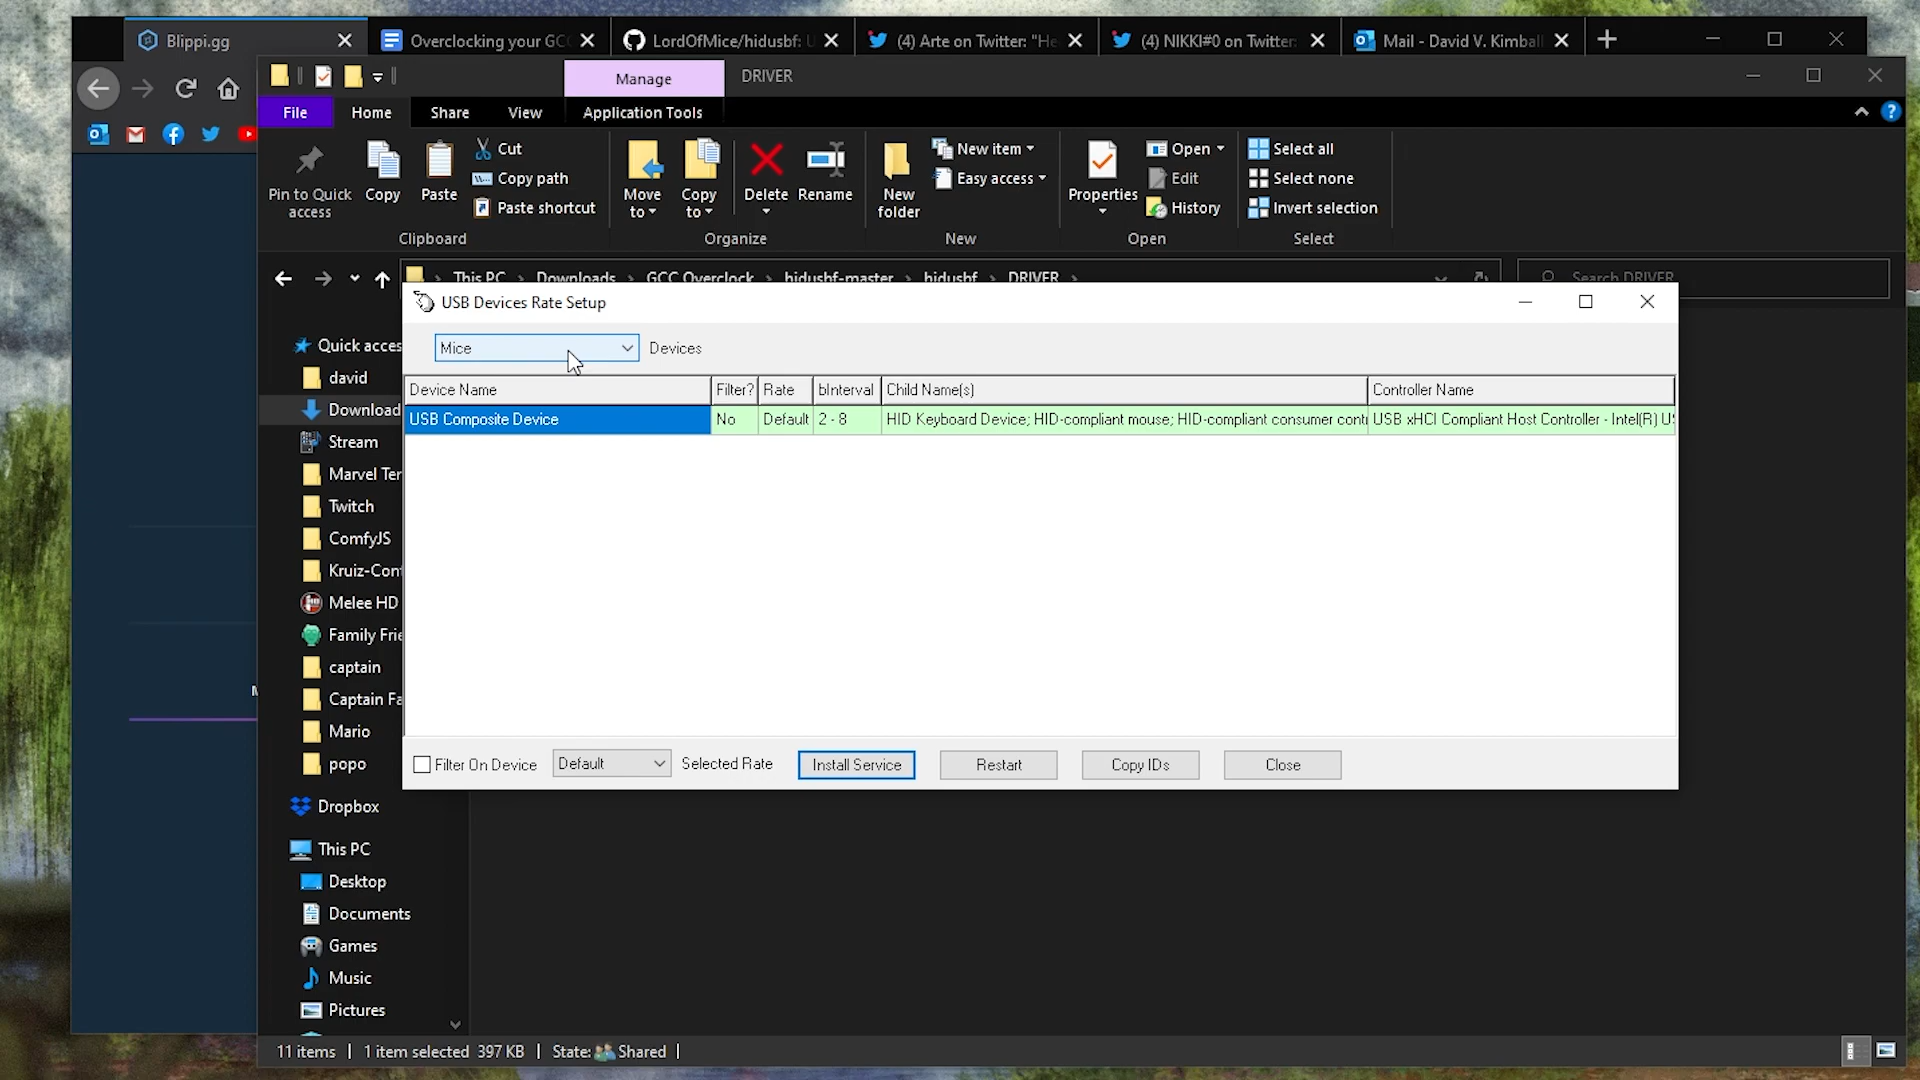 Blippi.gg
Overclocking your GC
LordOfMice/hidusbf: U
(4) Arte on Twitter: "He
(4) NIKKI#0 on Twitter:
Mail - David V. Kimball
Manage
DRIVER
File
Home
Share
View
Application Tools
Pin to Quick access
Copy
Paste
Cut
Copy path
Paste shortcut
Clipboard
Move to
Copy to
Delete
Rename
Organize
New folder
New item
Easy access
New
Properties
Open
Edit
History
Open
Select all
Select none
Invert selection
Select
This PC > Downloads > GCC Overclock > hidusbf-master > hidusbf > DRIVER >
Search DRIVER
USB Devices Rate Setup
Mice
Devices
Device Name
Filter?
Rate
bInterval
Child Name(s)
Controller Name
USB Composite Device
No
Default
2 - 8
HID Keyboard Device; HID-compliant mouse; HID-compliant consumer contr
USB xHCI Compliant Host Controller - Intel(R) US
Filter On Device
Default
Selected Rate
Install Service
Restart
Copy IDs
Close
Quick acces
david
Download
Stream
Marvel Ter
Twitch
ComfyJS
Kruiz-Cont
Melee HD
Family Frie
captain
Captain Fa
Mario
popo
Dropbox
This PC
Desktop
Documents
Games
Music
Pictures
11 items | 1 item selected 397 KB | State: Shared |